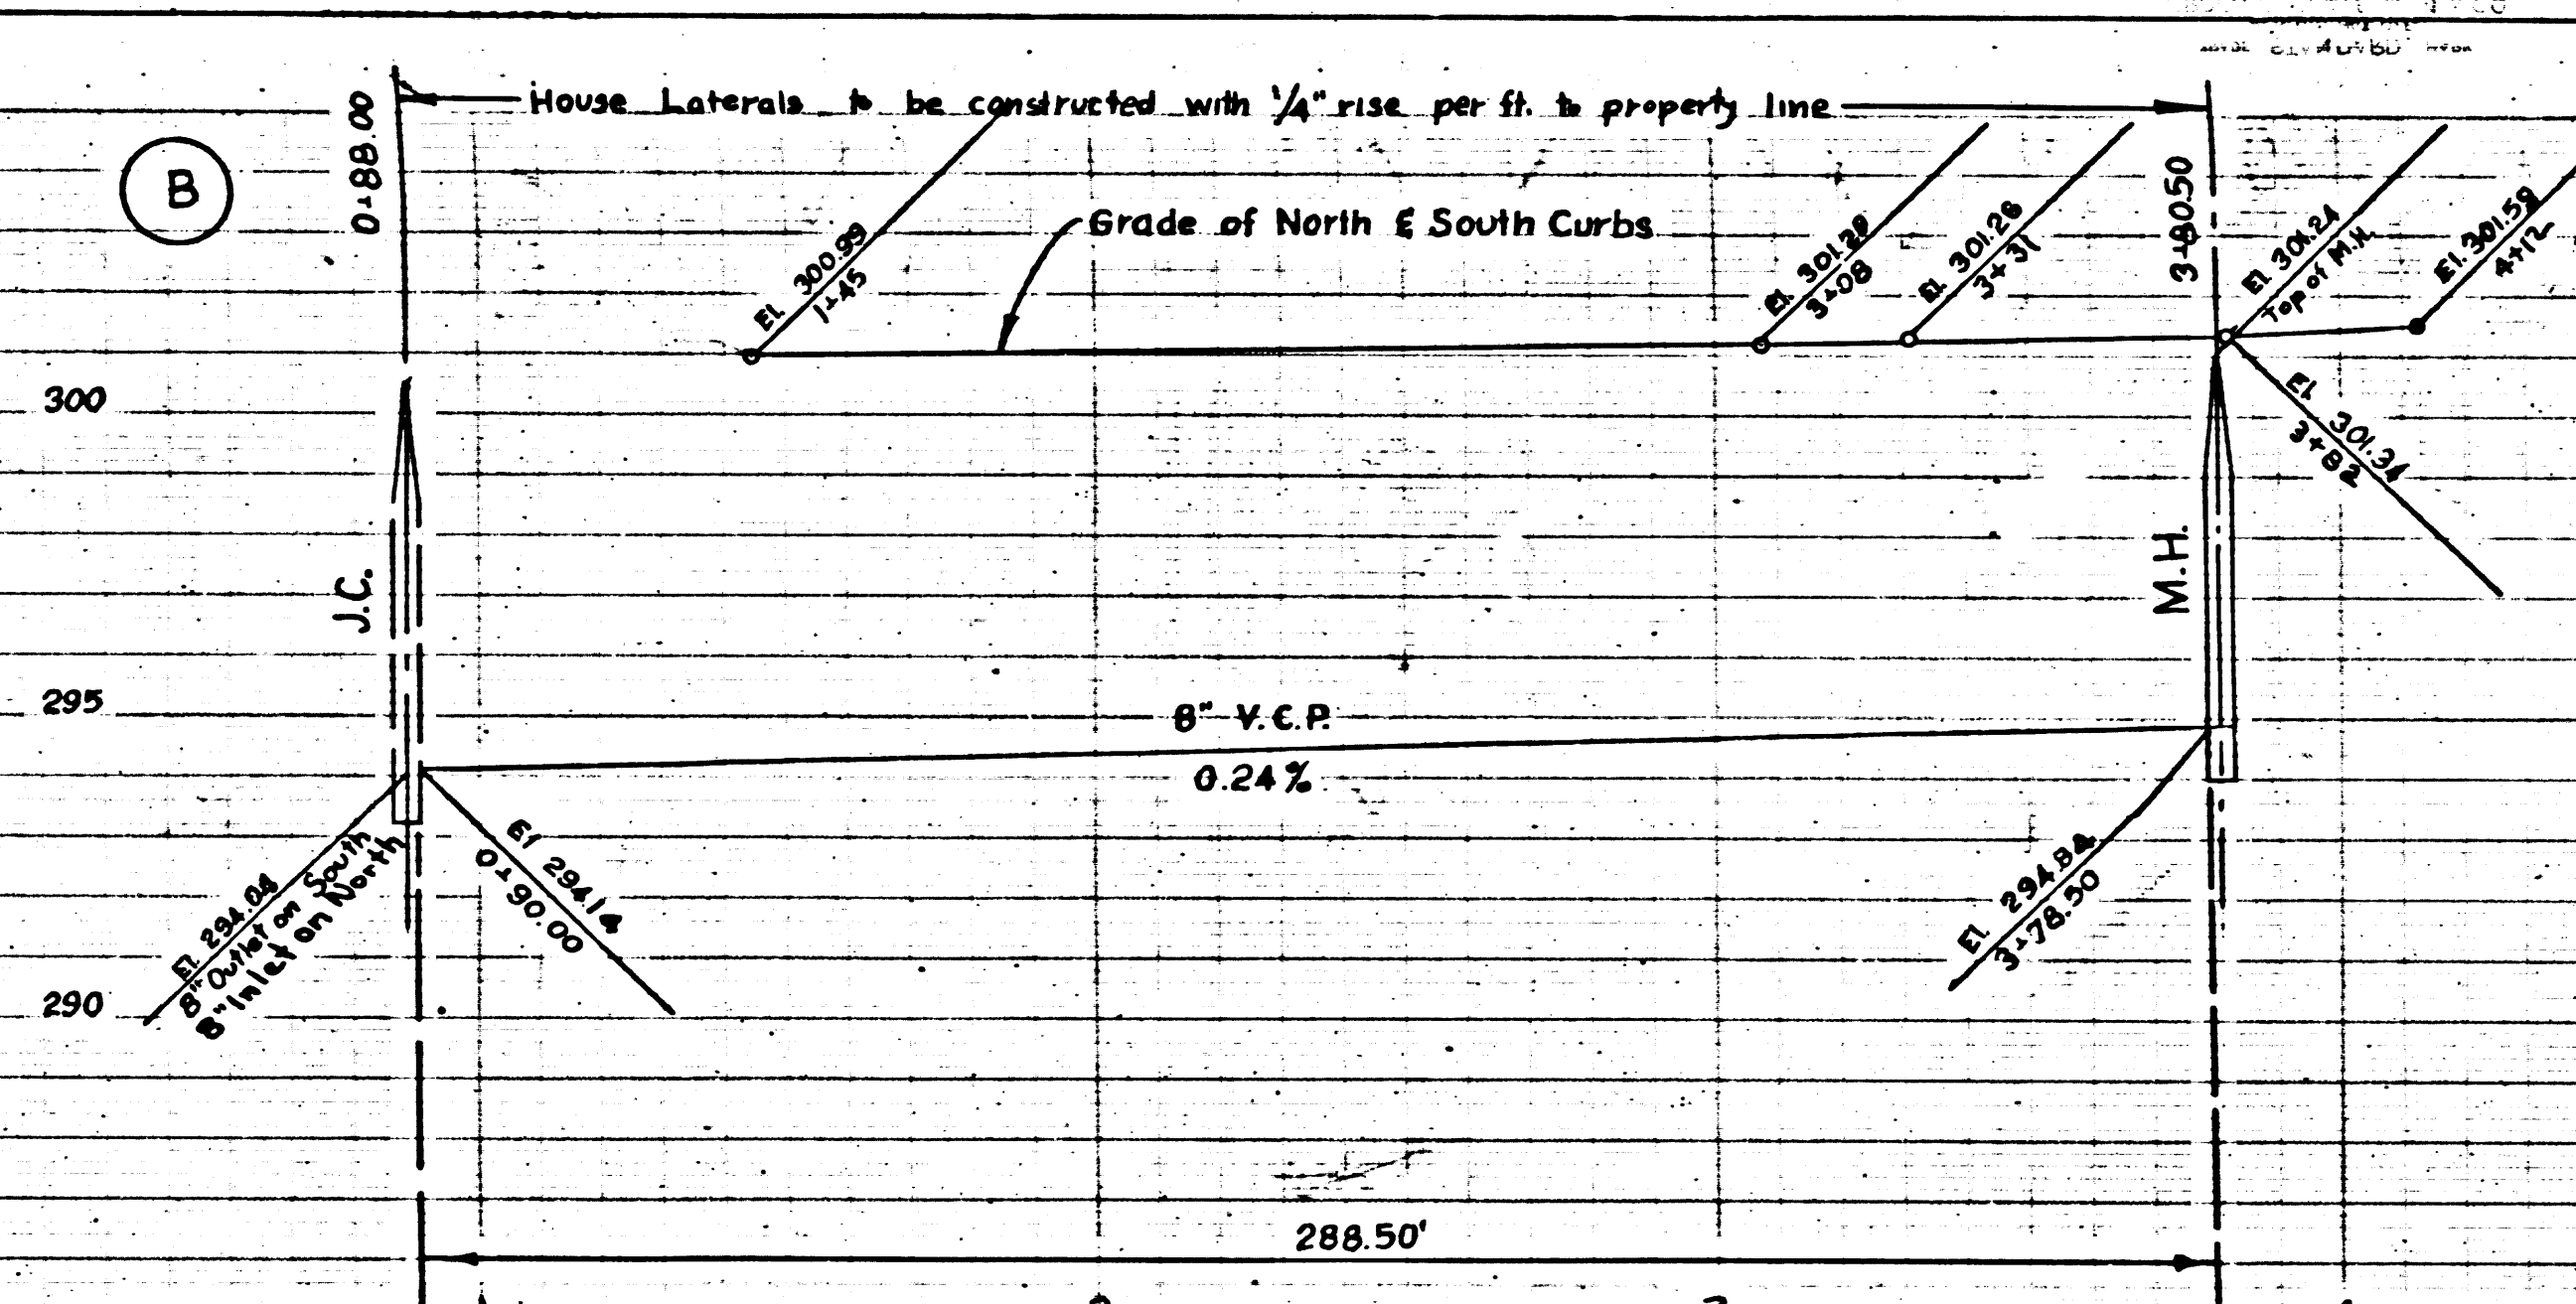 House Laterals to be constructed with 1/4" rise per ft. to property line
0+88.00
B
Grade of North & South Curbs
El. 300.99
1+45
El. 301.29
3+08
El. 301.26
3+31
3+80.50
El. 301.24
Top of M.H.
El. 301.59
4+12
El. 301.34
3+82
300
J.C.
M.H.
295
8" V.C.P.
0.24%
El. 294.04
8" Outlet on South
8" Inlet on North
El 294.14
0+90.00
El. 294.84
3+78.50
290
288.50'